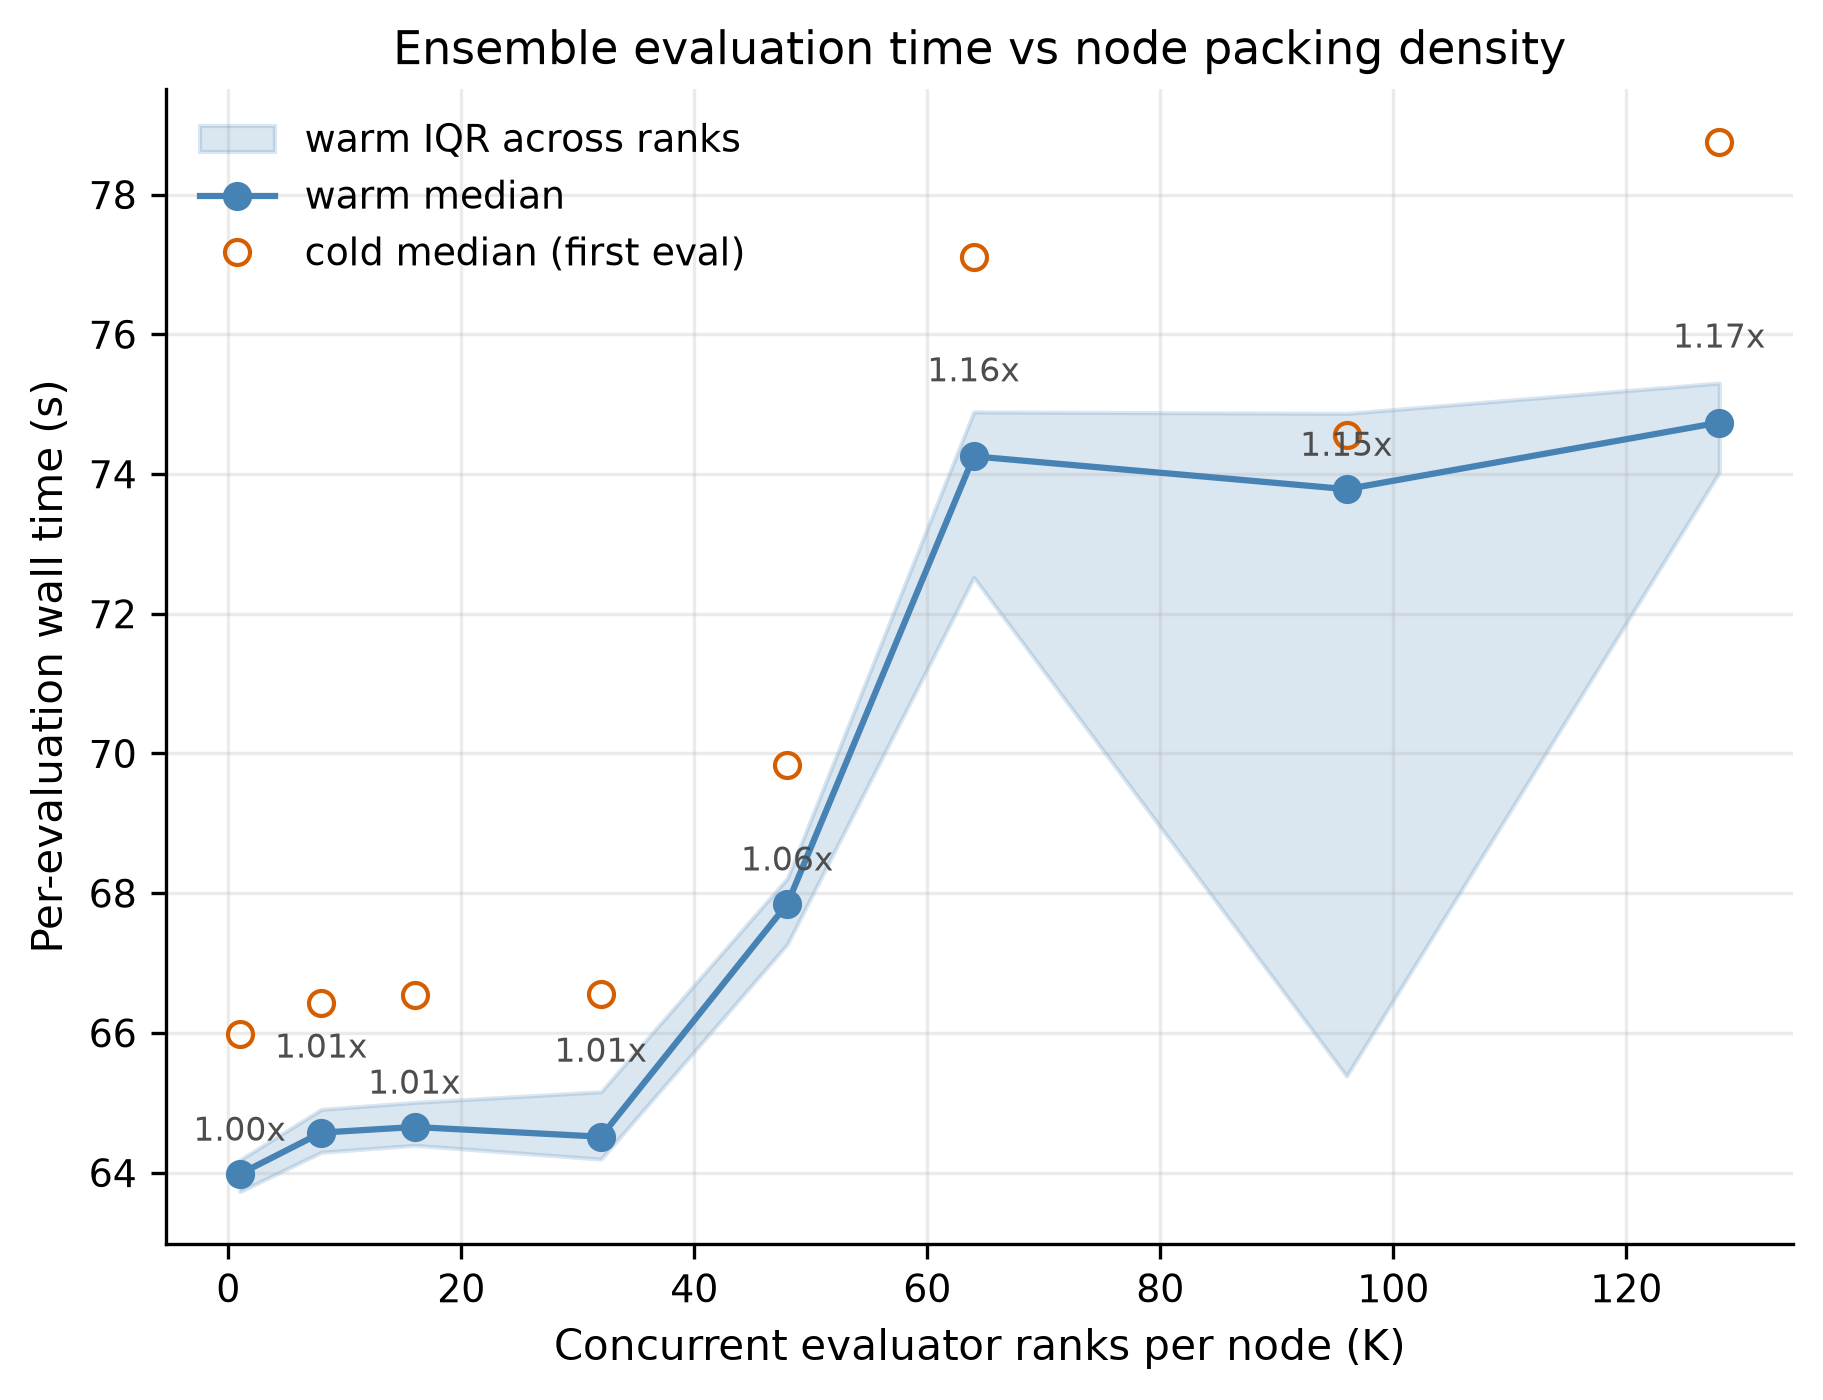 Ensemble evaluation time vs node packing density
warm IQR across ranks
warm median
cold median (first eval)
Per-evaluation wall time (s)
78
76
74
72
70
68
66
64
1.00x
1.01x
1.01x
1.01x
1.06x
1.16x
1.15x
1.17x
0 20 40 60 80 100 120
Concurrent evaluator ranks per node (K)